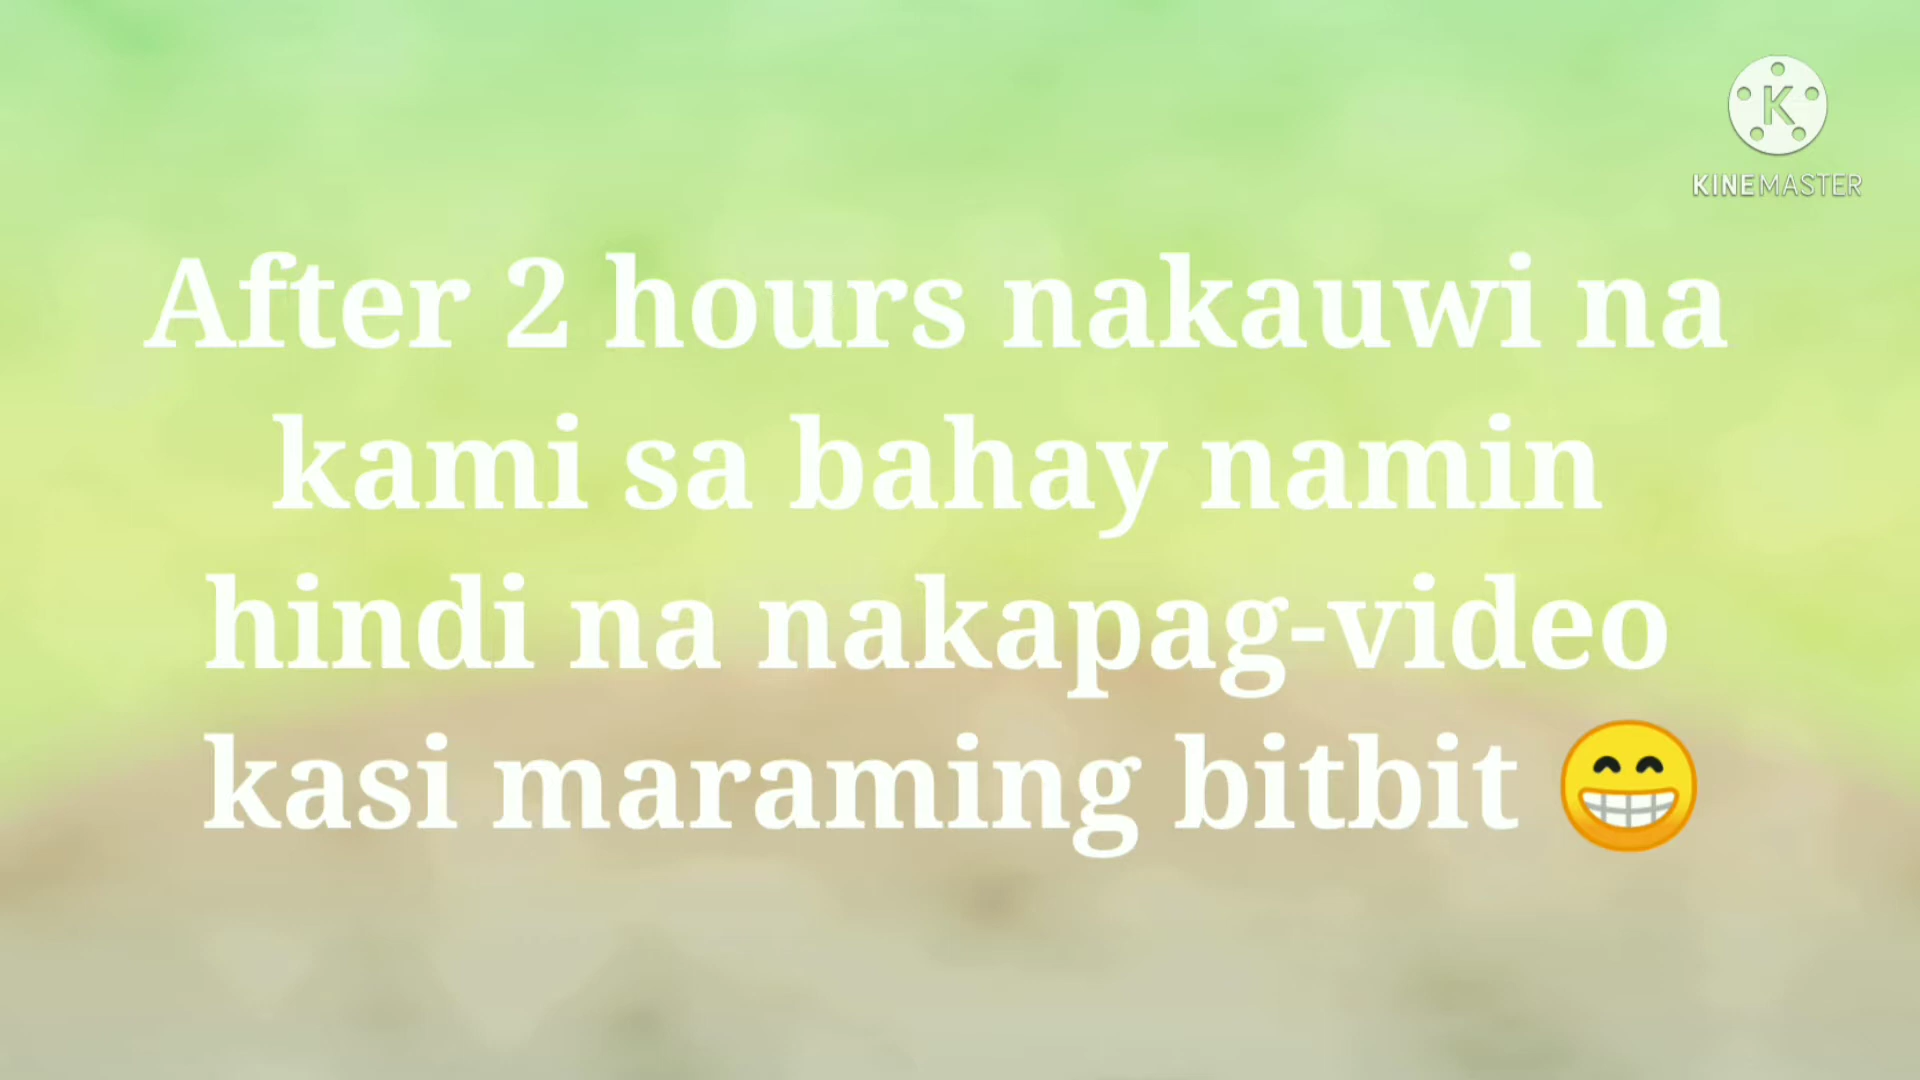 KINEMASTER
After 2 hours nakauwi na
kami sa bahay namin
hindi na nakapag-video
kasi maraming bitbit 😁